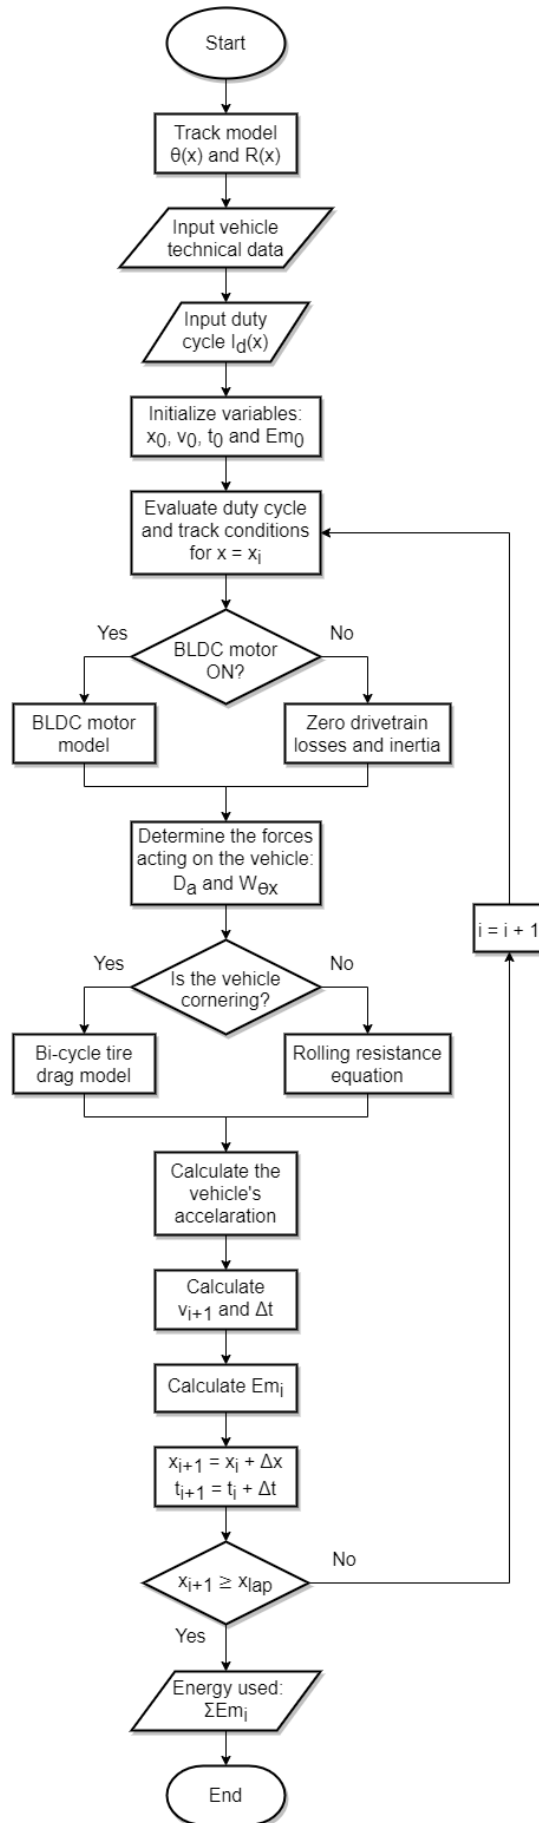 Start
Track model
θ(x) and R(x)
Input vehicle
technical data
Input duty
cycle I_d(x)
Initialize variables:
x₀, v₀, t₀ and Em₀
Evaluate duty cycle
and track conditions
for x = xᵢ
Yes
No
BLDC motor
ON?
BLDC motor
model
Zero drivetrain
losses and inertia
Determine the forces
acting on the vehicle:
Dₐ and W_θx
i = i + 1
Yes
No
Is the vehicle
cornering?
Bi-cycle tire
drag model
Rolling resistance
equation
Calculate the
vehicle's
accelaration
Calculate
vᵢ₊₁ and Δt
Calculate Emᵢ
xᵢ₊₁ = xᵢ + Δx
tᵢ₊₁ = tᵢ + Δt
No
xᵢ₊₁ ≥ x_lap
Yes
Energy used:
ΣEmᵢ
End